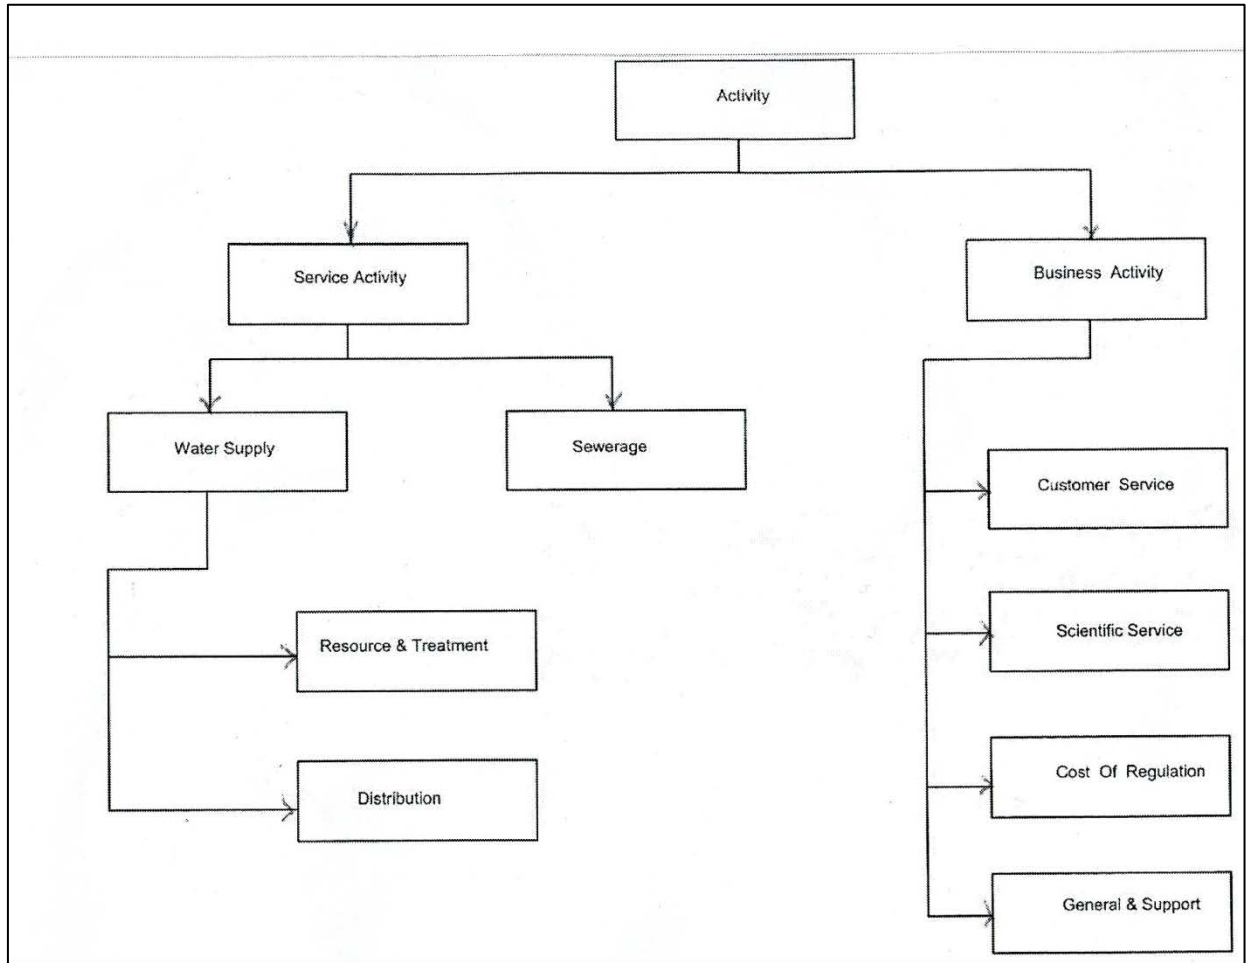 Activity
Service Activity
Business Activity
Water Supply
Sewerage
Customer Service
Scientific Service
Resource & Treatment
Cost Of Regulation
Distribution
General & Support